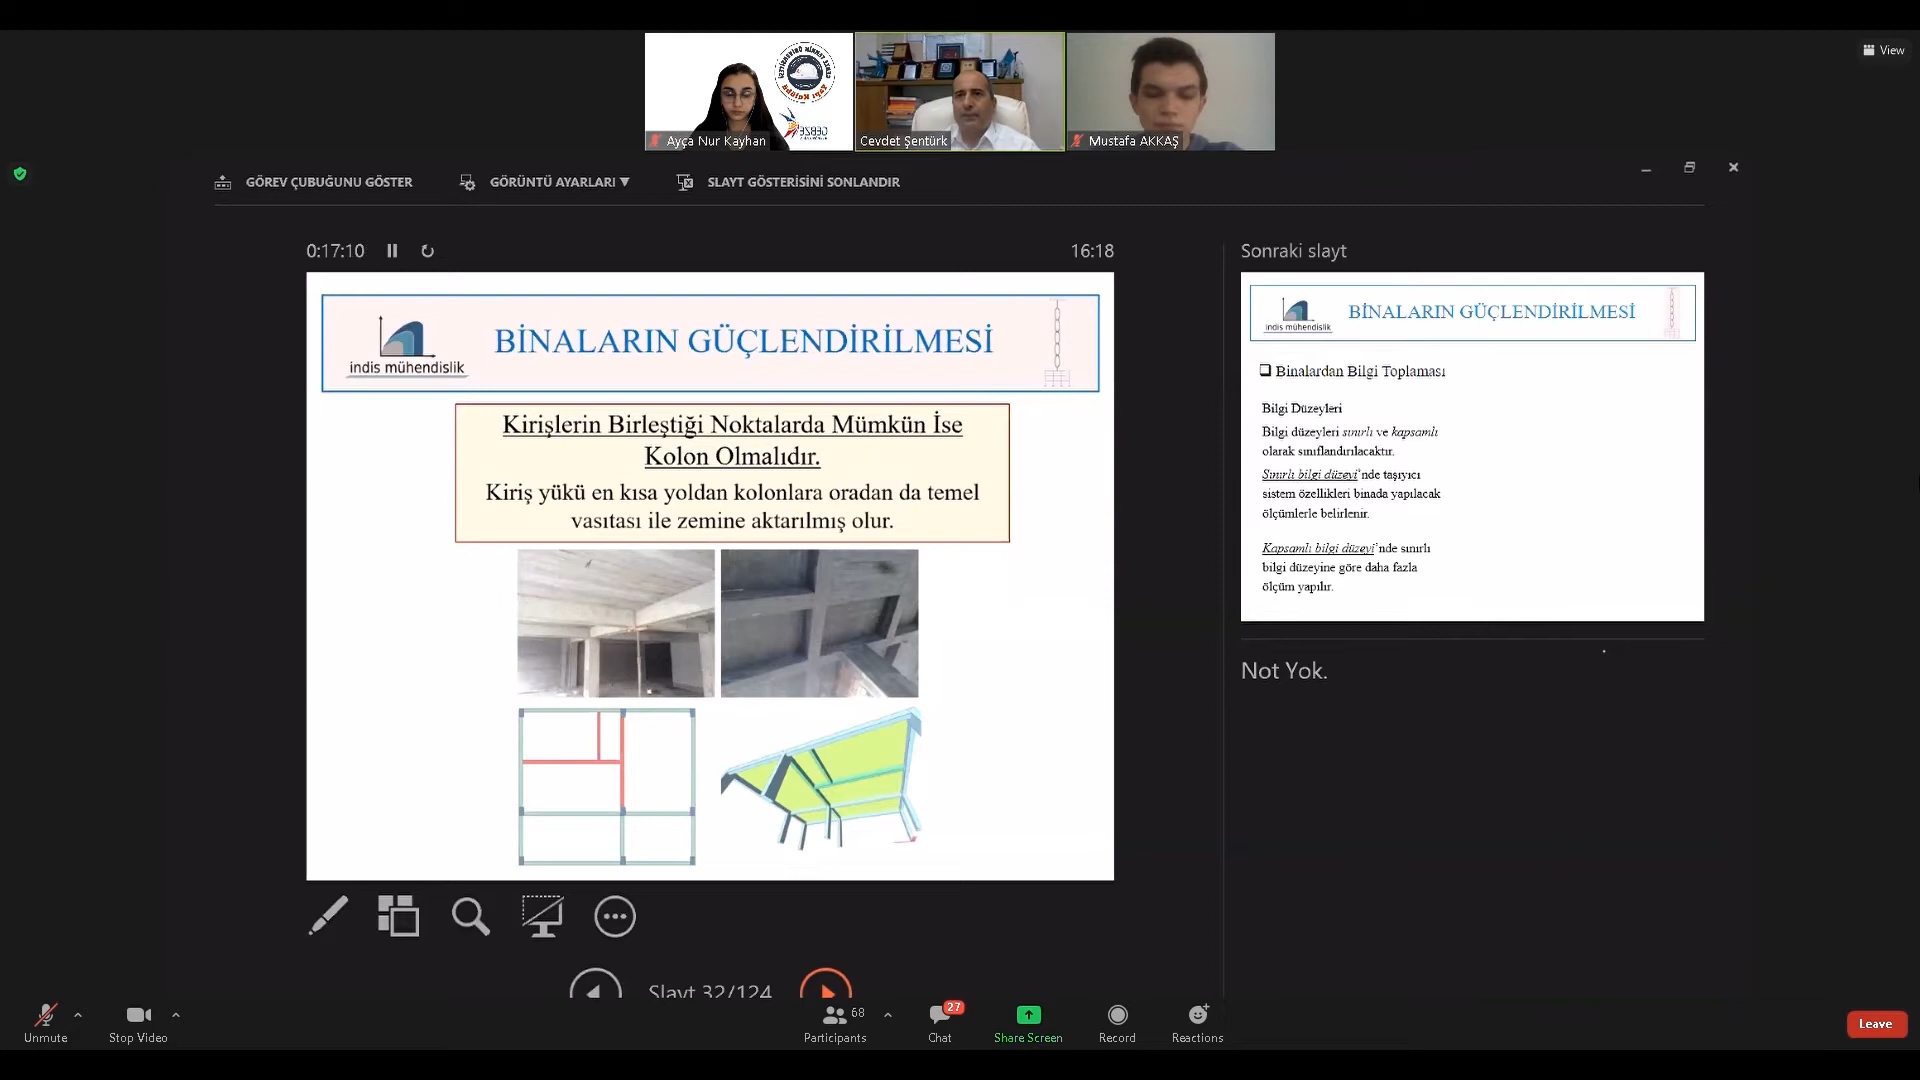 View
Ayça Nur Kayhan
Cevdet Şentürk
Mustafa AKKAŞ
GÖREV ÇUBUĞUNU GÖSTER
GÖRÜNTÜ AYARLARI ▼
SLAYT GÖSTERİSİNİ SONLANDIR
0:17:10
16:18
indis mühendislik
BİNALARIN GÜÇLENDİRİLMESİ
Kirişlerin Birleştiği Noktalarda Mümkün İse
Kolon Olmalıdır.
Kiriş yükü en kısa yoldan kolonlara oradan da temel
vasıtası ile zemine aktarılmış olur.
Sonraki slayt
indis mühendislik
BİNALARIN GÜÇLENDİRİLMESİ
❑ Binalardan Bilgi Toplaması
Bilgi Düzeyleri
Bilgi düzeyleri sınırlı ve kapsamlı
olarak sınıflandırılacaktır.
Sınırlı bilgi düzeyi'nde taşıyıcı
sistem özellikleri binada yapılacak
ölçümlerle belirlenir.
Kapsamlı bilgi düzeyi'nde sınırlı
bilgi düzeyine göre daha fazla
ölçüm yapılır.
Not Yok.
Slayt 32/124
Unmute
Stop Video
68
Participants
27
Chat
Share Screen
Record
Reactions
Leave